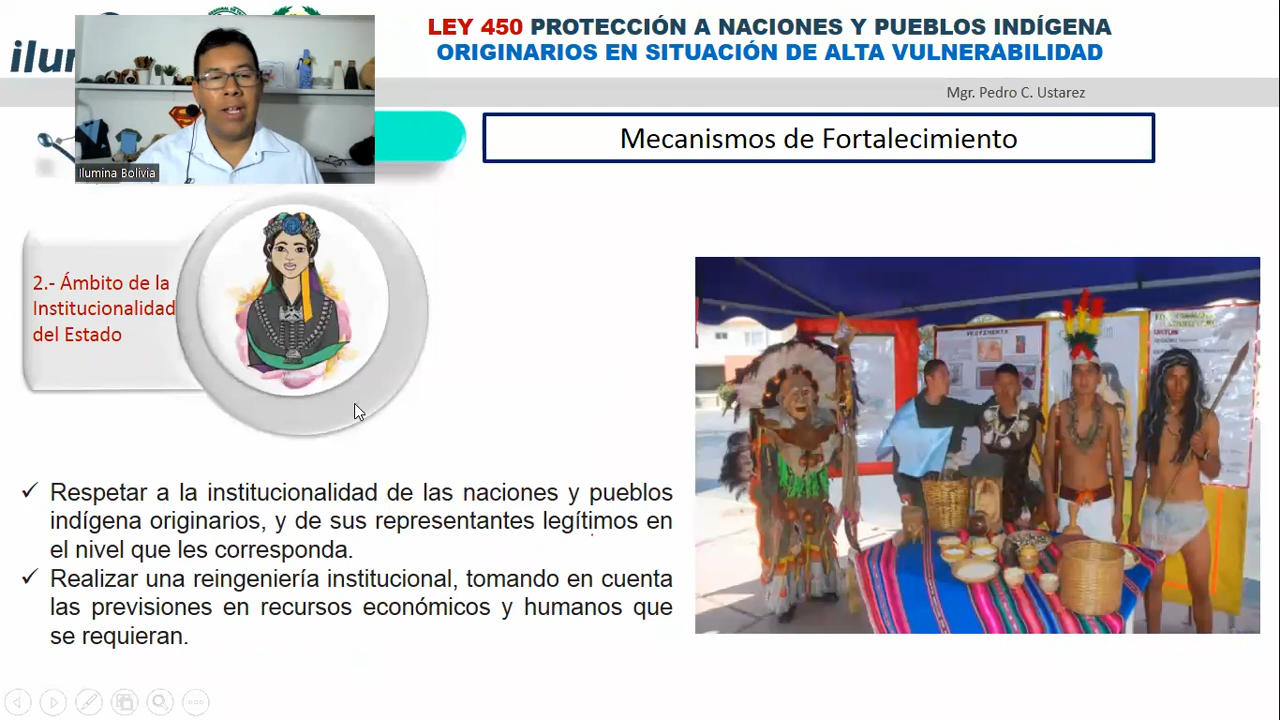 ilum
LEY 450 PROTECCIÓN A NACIONES Y PUEBLOS INDÍGENA
ORIGINARIOS EN SITUACIÓN DE ALTA VULNERABILIDAD
Mgr. Pedro C. Ustarez
Mecanismos de Fortalecimiento
Ilumina Bolivia
2.- Ámbito de la
Institucionalidad
del Estado
VESTIMENTA
Respetar a la institucionalidad de las naciones y pueblos
indígena originarios, y de sus representantes legítimos en
el nivel que les corresponda.
Realizar una reingeniería institucional, tomando en cuenta
las previsiones en recursos económicos y humanos que
se requieran.